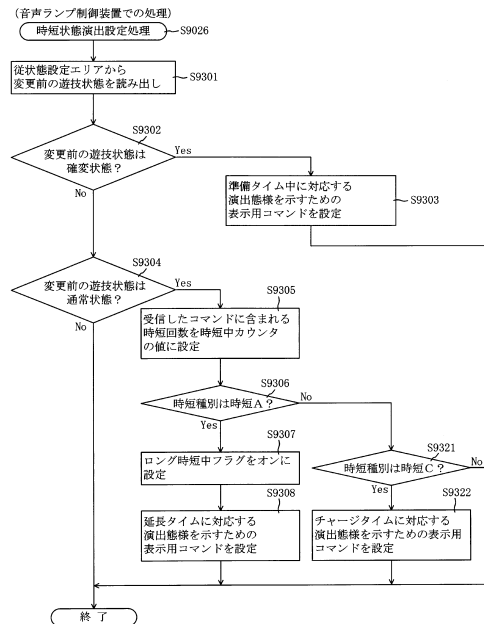 (音声ランプ制御装置での処理)
時短状態演出設定処理
S9026
従状態設定エリアから
変更前の遊技状態を読み出し
S9301
S9302
変更前の遊技状態は
確変状態？
Yes
No
準備タイム中に対応する
演出態様を示すための
表示用コマンドを設定
S9303
S9304
変更前の遊技状態は
通常状態？
Yes
No
S9305
受信したコマンドに含まれる
時短回数を時短中カウンタ
の値に設定
S9306
時短種別は時短A？
No
Yes
S9307
ロング時短中フラグをオンに
設定
S9321
時短種別は時短C？
No
Yes
S9308
延長タイムに対応する
演出態様を示すための
表示用コマンドを設定
S9322
チャージタイムに対応する
演出態様を示すための表示用
コマンドを設定
終了